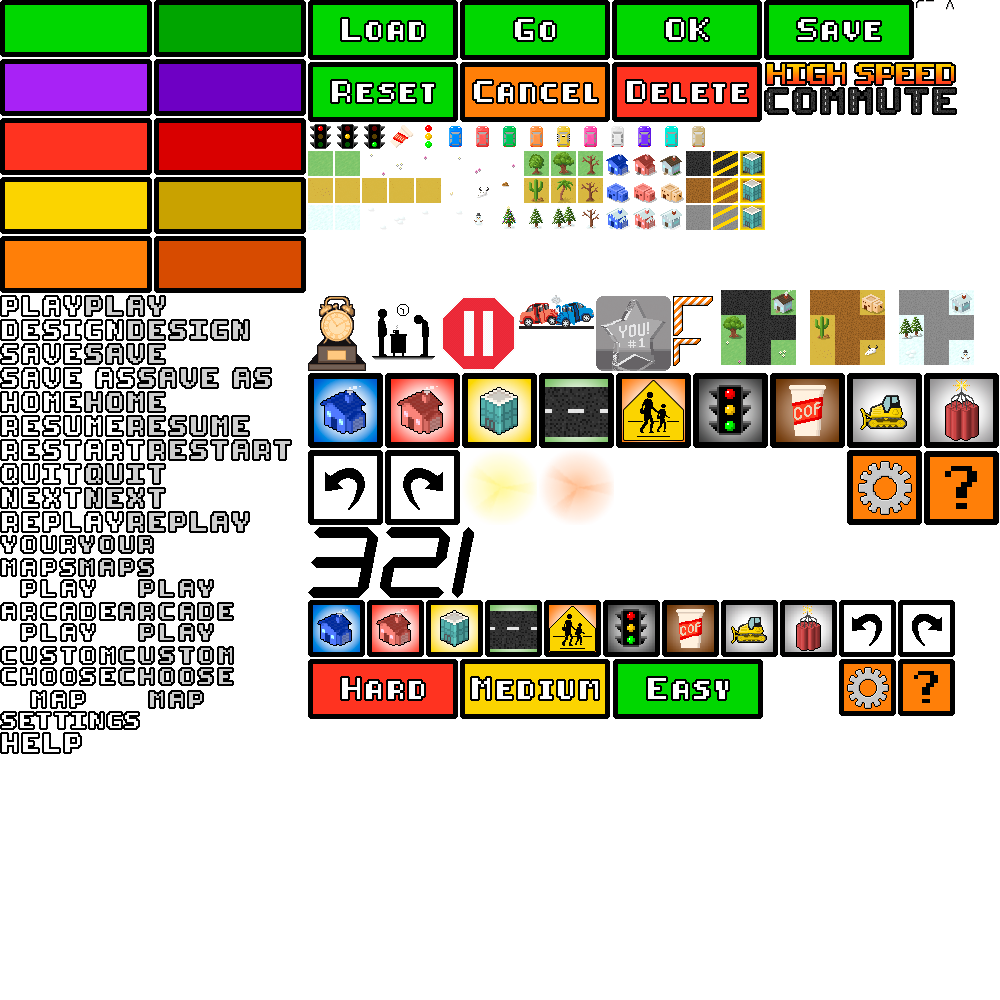 LOAD
GO
OK
SAVE
RESET
CANCEL
DELETE
HIGH SPEED
COMMUTE
PLAYPLAY
DESIGNDESIGN
SAVESAVE
SAVE ASSAVE AS
HOMEHOME
RESUMERESUME
RESTARTRESTART
QUITQUIT
NEXTNEXT
REPLAYREPLAY
YOURYOUR
MAPSMAPS
PLAY PLAY
ARCADEARCADE
PLAY PLAY
CUSTOMCUSTOM
CHOOSECHOOSE
MAP MAP
SETTINGS
HELP
YOU!
#1
COF
?
321
COF
HARD
MEDIUM
EASY
?